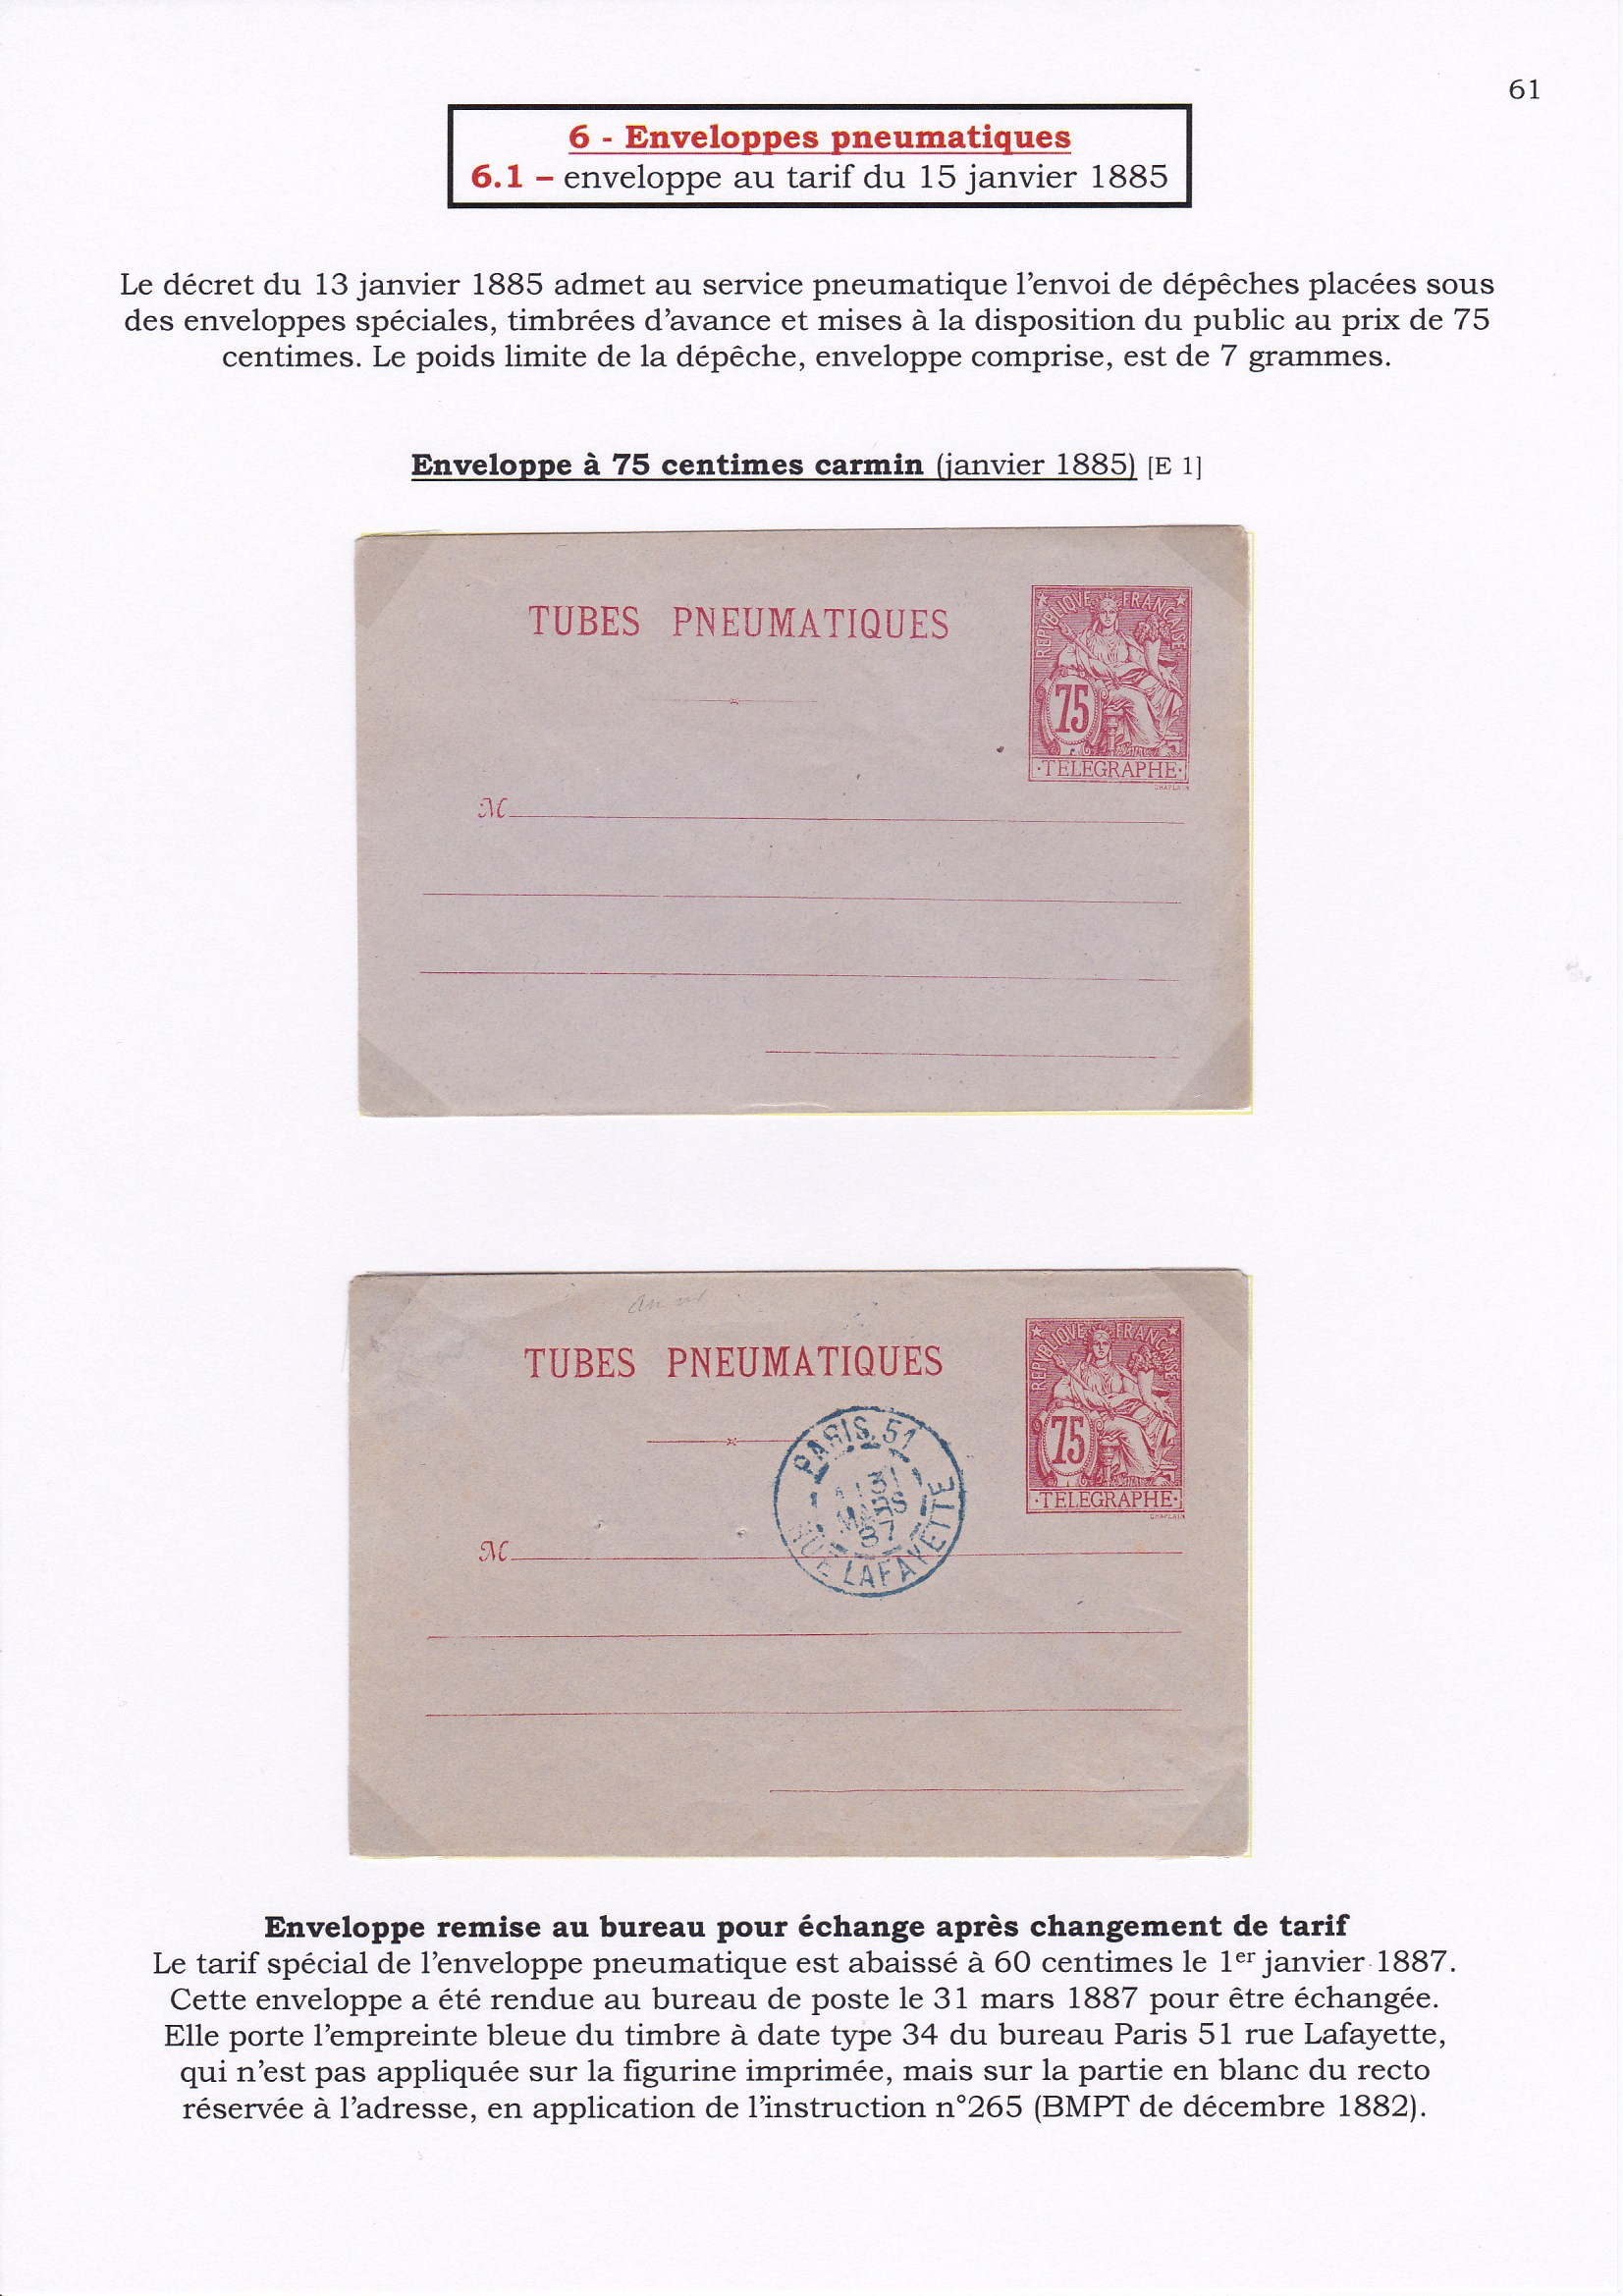 61
6 - Enveloppes pneumatiques
6.1 – enveloppe au tarif du 15 janvier 1885
Le décret du 13 janvier 1885 admet au service pneumatique l’envoi de dépêches placées sous
des enveloppes spéciales, timbrées d’avance et mises à la disposition du public au prix de 75
centimes. Le poids limite de la dépêche, enveloppe comprise, est de 7 grammes.
Enveloppe à 75 centimes carmin (janvier 1885) [E 1]
TUBES PNEUMATIQUES
REPVBLIQVE FRANCAISE
75
·TELEGRAPHE·
CHAPLAIN
M
TUBES PNEUMATIQUES
REPVBLIQVE FRANCAISE
75
·TELEGRAPHE·
CHAPLAIN
PARIS 51
31
MARS
87
RUE LAFAYETTE
M
Enveloppe remise au bureau pour échange après changement de tarif
Le tarif spécial de l’enveloppe pneumatique est abaissé à 60 centimes le 1er janvier 1887.
Cette enveloppe a été rendue au bureau de poste le 31 mars 1887 pour être échangée.
Elle porte l’empreinte bleue du timbre à date type 34 du bureau Paris 51 rue Lafayette,
qui n’est pas appliquée sur la figurine imprimée, mais sur la partie en blanc du recto
réservée à l’adresse, en application de l’instruction n°265 (BMPT de décembre 1882).